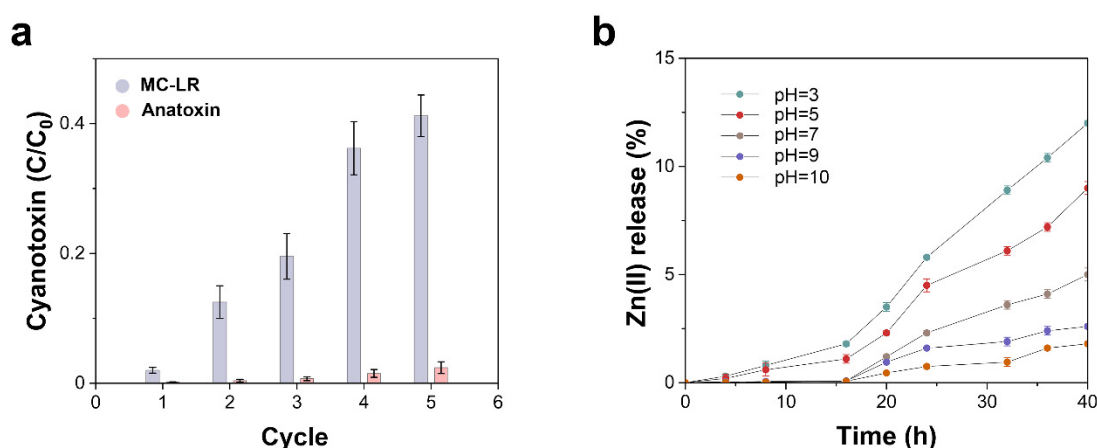 a
MC-LR
Anatoxin
Cyanotoxin (C/C₀)
0.4
0.2
0
0 1 2 3 4 5 6
Cycle
b
pH=3
pH=5
pH=7
pH=9
pH=10
Zn(II) release (%)
15
10
5
0
0 10 20 30 40
Time (h)